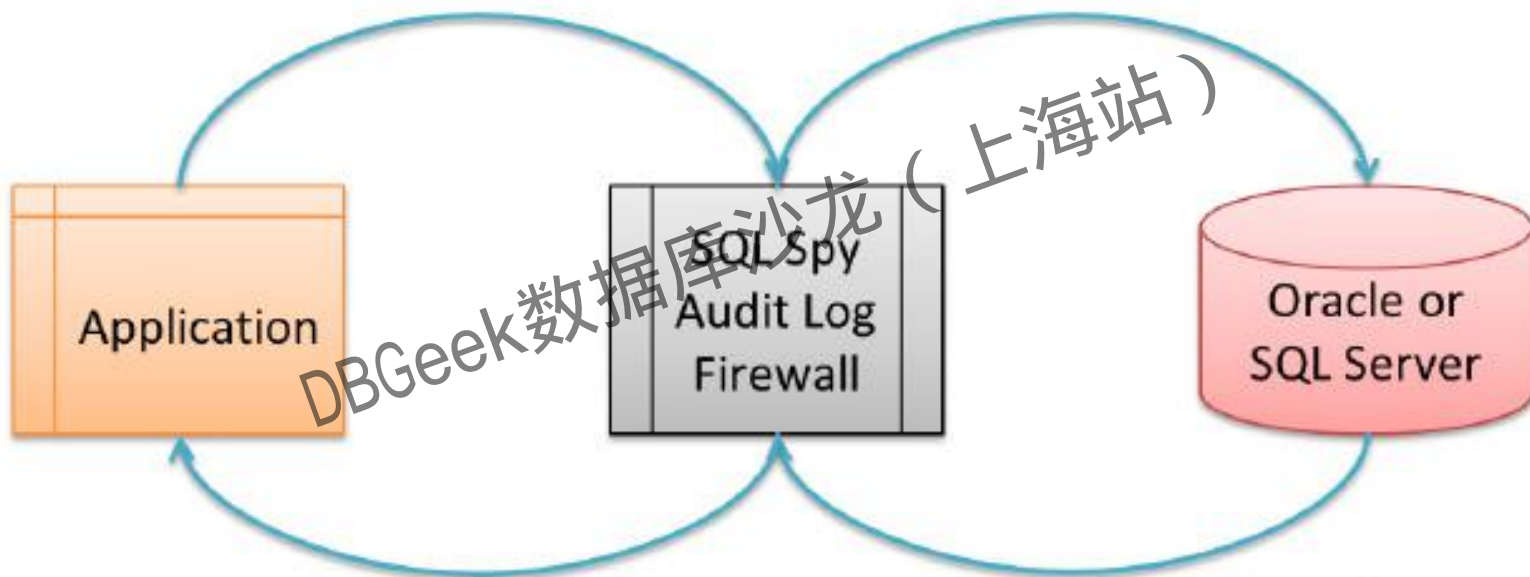 Application
SQL Spy
Audit Log
Firewall
Oracle or
SQL Server
DBGeek数据库沙龙（上海站）